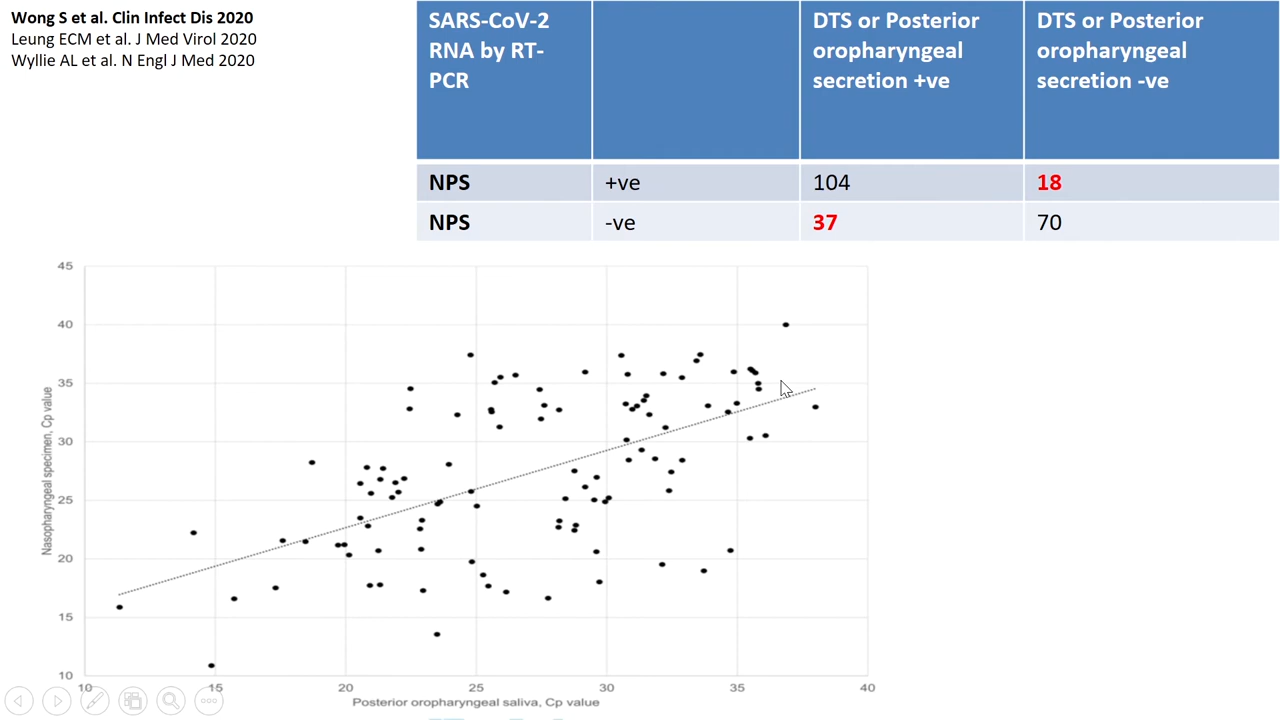 Wong S et al. Clin Infect Dis 2020
Leung ECM et al. J Med Virol 2020
Wyllie AL et al. N Engl J Med 2020
SARS-CoV-2
RNA by RT-
PCR
DTS or Posterior
oropharyngeal
secretion +ve
DTS or Posterior
oropharyngeal
secretion -ve
NPS +ve 104 18
NPS -ve 37 70
45
40
35
30
25
20
15
10
Nasopharyngeal specimen, Cp value
10 15 20 25 30 35 40
Posterior oropharyngeal saliva, Cp value